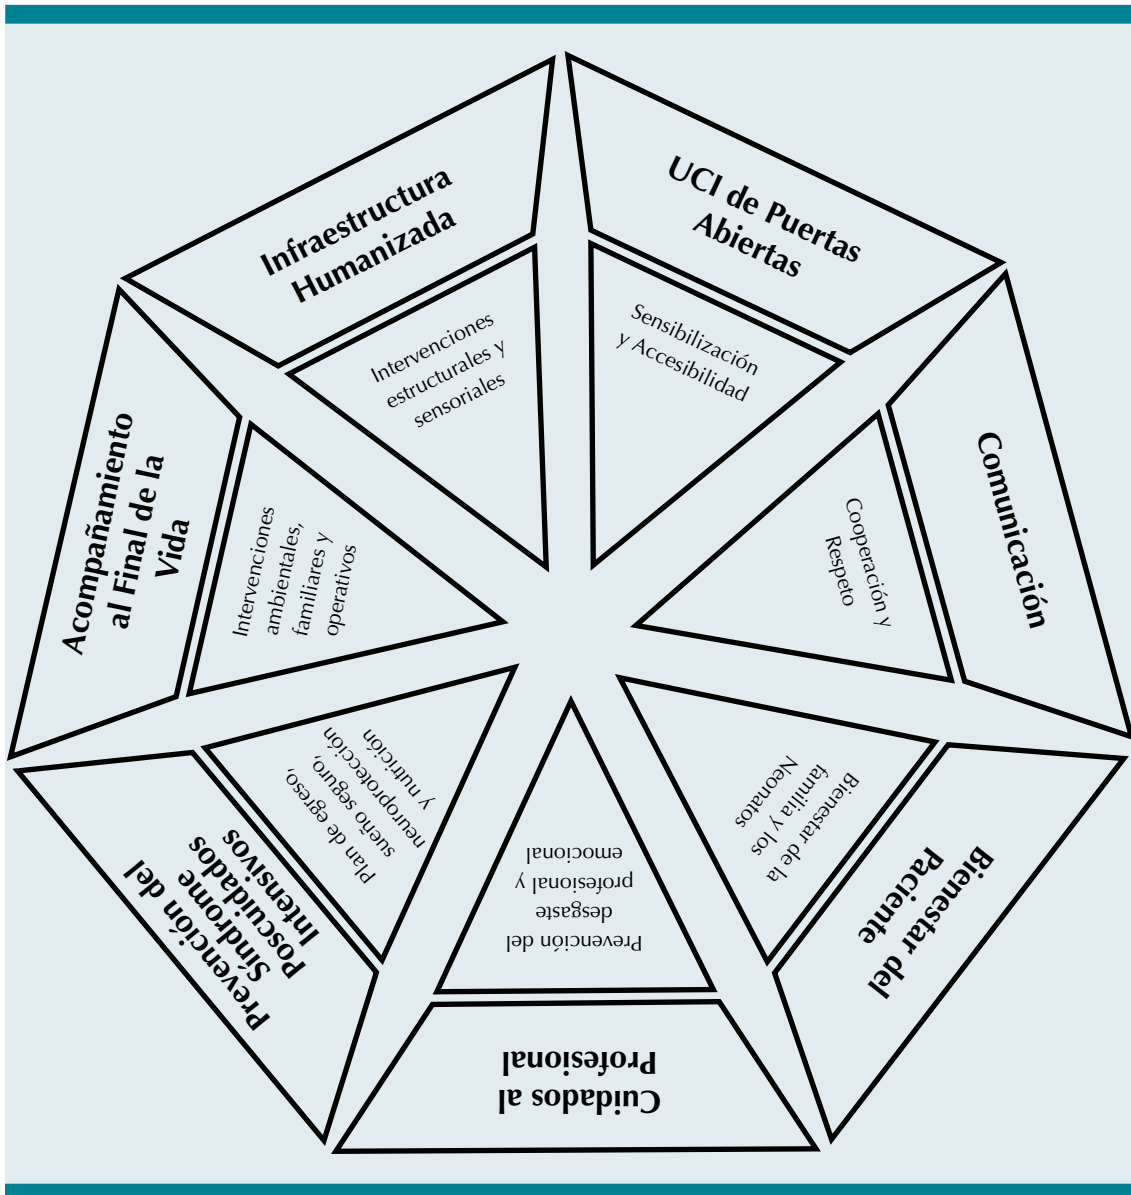 UCI de Puertas
Abiertas
Sensibilización
y Accesibilidad
Comunicación
Cooperación y
Respeto
Bienestar del
Paciente
Bienestar de la
familia y los
Neonatos
Cuidados al
Profesional
Prevención del
desgaste
profesional y
emocional
Prevención del
Síndrome
Poscuidados
Intensivos
Plan de egreso,
sueño seguro,
neuroprotección
y nutrición
Acompañamiento
al Final de la
Vida
Intervenciones
ambientales,
familiares y
operativos
Infraestructura
Humanizada
Intervenciones
estructurales y
sensoriales